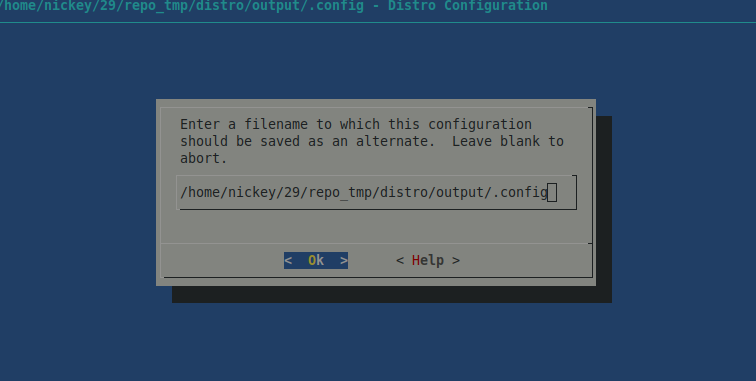 /home/nickey/29/repo_tmp/distro/output/.config - Distro Configuration
Enter a filename to which this configuration
should be saved as an alternate.  Leave blank to
abort.
/home/nickey/29/repo_tmp/distro/output/.config
<  Ok  > < Help >